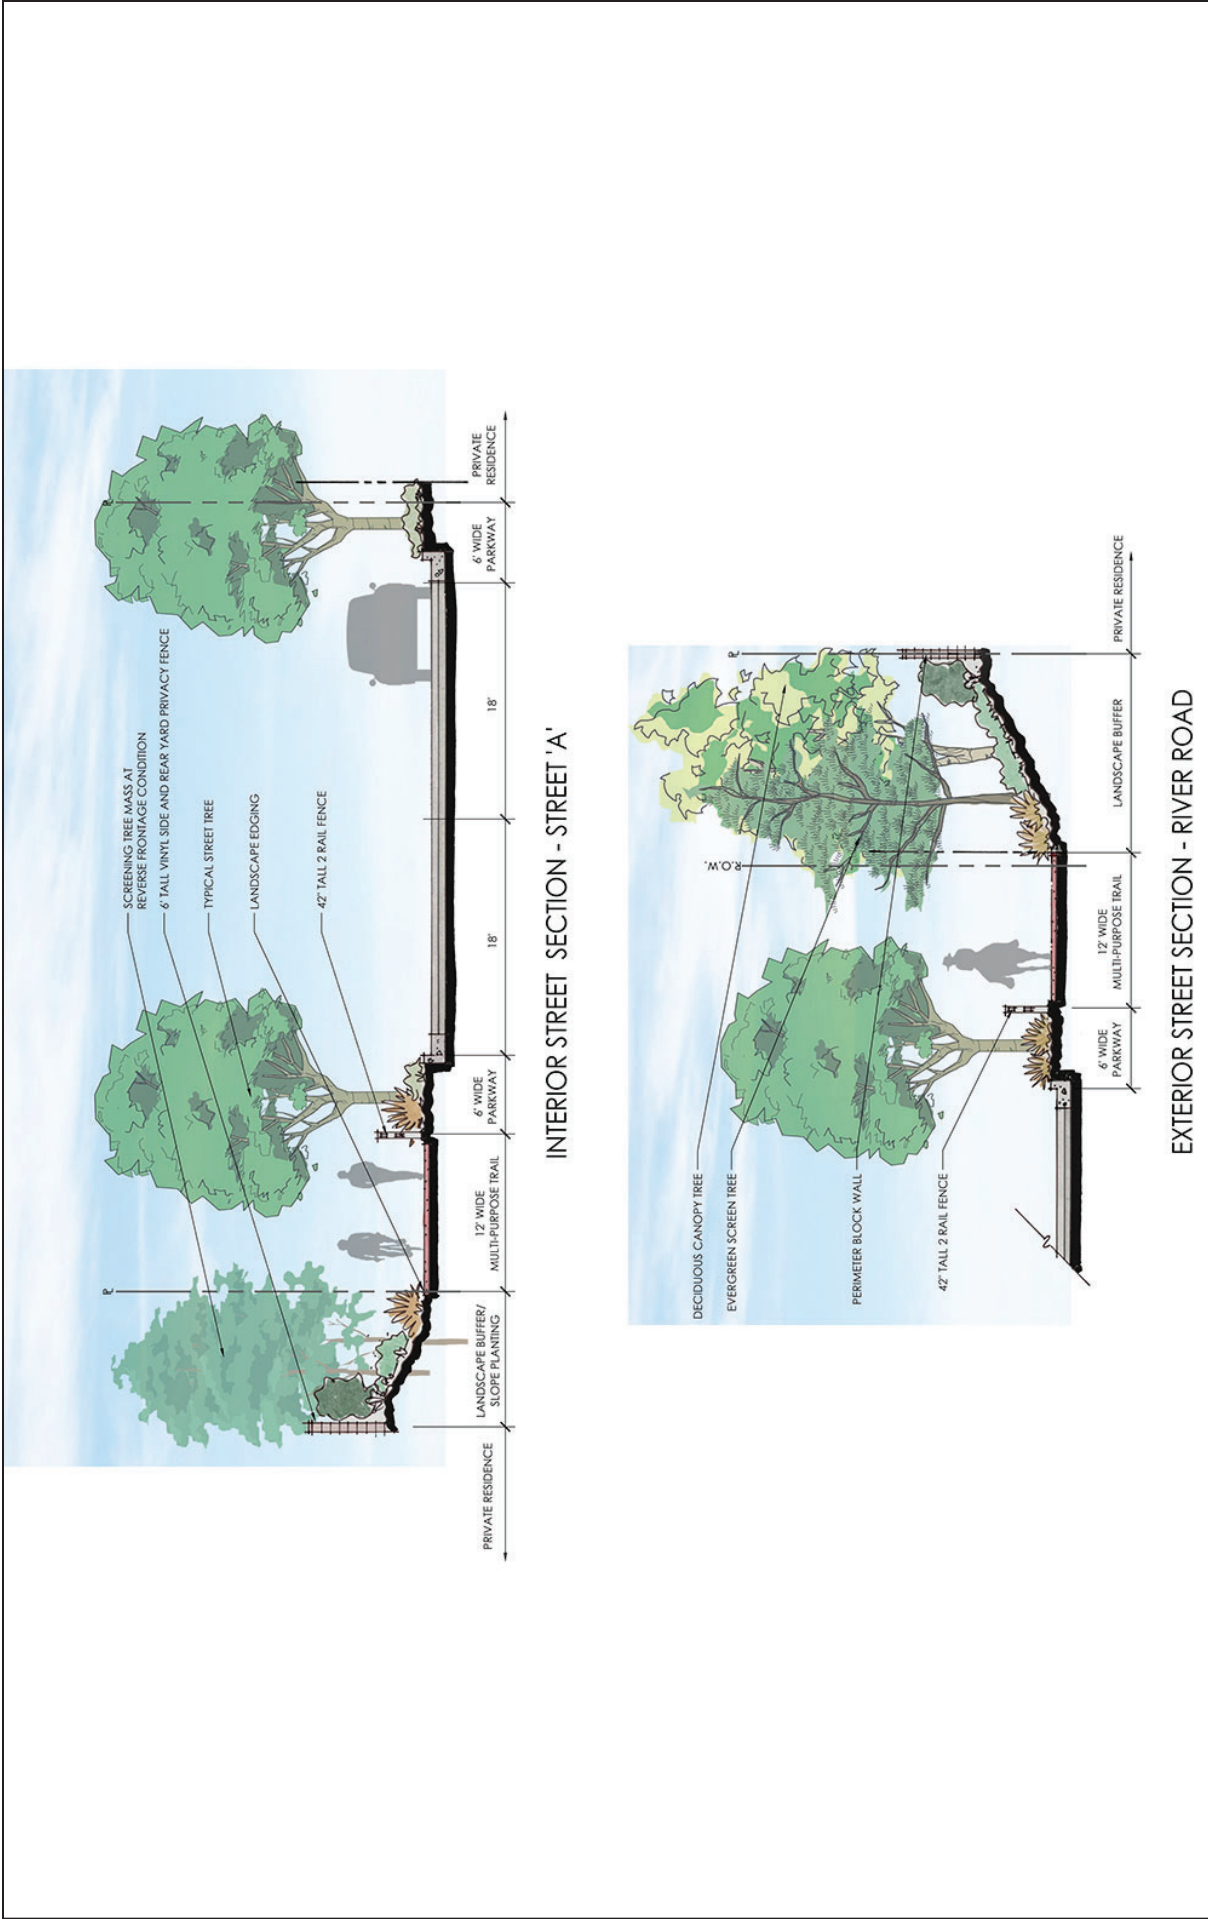 SCREENING TREE MASS AT
REVERSE FRONTAGE CONDITION
6' TALL VINYL SIDE AND REAR YARD PRIVACY FENCE
TYPICAL STREET TREE
LANDSCAPE EDGING
42" TALL 2 RAIL FENCE
PL
PL
PRIVATE RESIDENCE
LANDSCAPE BUFFER/
SLOPE PLANTING
12' WIDE
MULTI-PURPOSE TRAIL
6' WIDE
PARKWAY
18'
18'
6' WIDE
PARKWAY
PRIVATE
RESIDENCE
INTERIOR STREET SECTION - STREET 'A'
DECIDUOUS CANOPY TREE
EVERGREEN SCREEN TREE
PERIMETER BLOCK WALL
42" TALL 2 RAIL FENCE
R.O.W.
PL
6' WIDE
PARKWAY
12' WIDE
MULTI-PURPOSE TRAIL
LANDSCAPE BUFFER
PRIVATE RESIDENCE
EXTERIOR STREET SECTION - RIVER ROAD